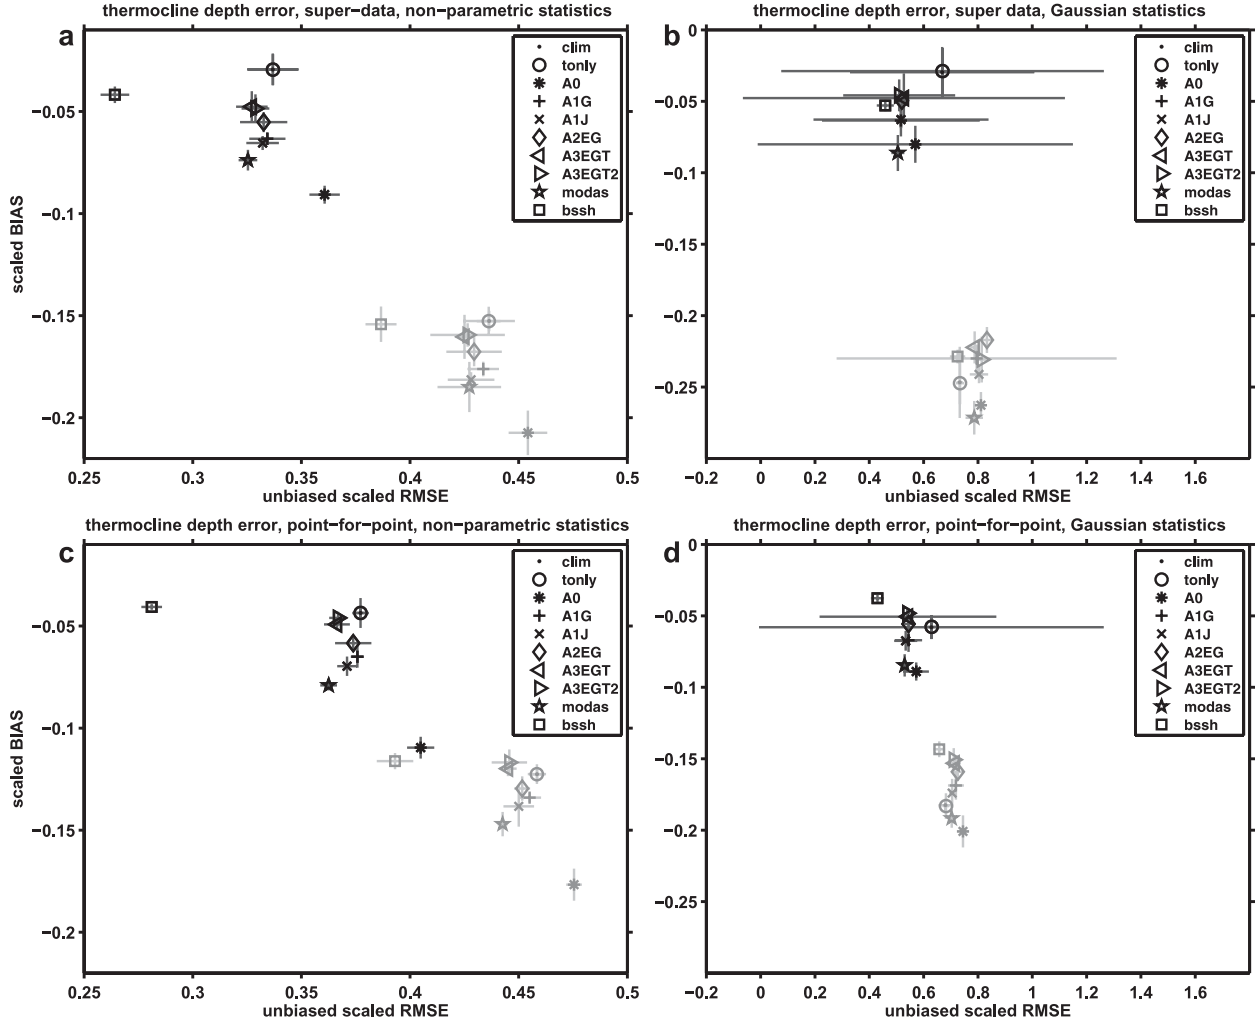 thermocline depth error, super-data, non-parametric statistics
a
clim
tonly
A0
A1G
A1J
A2EG
A3EGT
A3EGT2
modas
bssh
−0.05
−0.1
−0.15
−0.2
scaled BIAS
0.25 0.3 0.35 0.4 0.45 0.5
unbiased scaled RMSE
thermocline depth error, super data, Gaussian statistics
b
clim
tonly
A0
A1G
A1J
A2EG
A3EGT
A3EGT2
modas
bssh
0
−0.05
−0.1
−0.15
−0.2
−0.25
−0.2 0 0.2 0.4 0.6 0.8 1 1.2 1.4 1.6
unbiased scaled RMSE
thermocline depth error, point−for−point, non−parametric statistics
c
clim
tonly
A0
A1G
A1J
A2EG
A3EGT
A3EGT2
modas
bssh
−0.05
−0.1
−0.15
−0.2
scaled BIAS
0.25 0.3 0.35 0.4 0.45 0.5
unbiased scaled RMSE
thermocline depth error, point−for−point, Gaussian statistics
d
clim
tonly
A0
A1G
A1J
A2EG
A3EGT
A3EGT2
modas
bssh
0
−0.05
−0.1
−0.15
−0.2
−0.25
−0.2 0 0.2 0.4 0.6 0.8 1 1.2 1.4 1.6
unbiased scaled RMSE